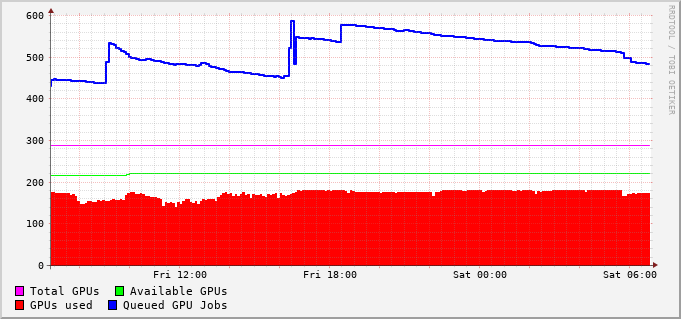 600
500
400
300
200
100
0
Fri 12:00 Fri 18:00 Sat 00:00 Sat 06:00
Total GPUs Available GPUs
GPUs used Queued GPU Jobs
RRDTOOL / TOBI OETIKER